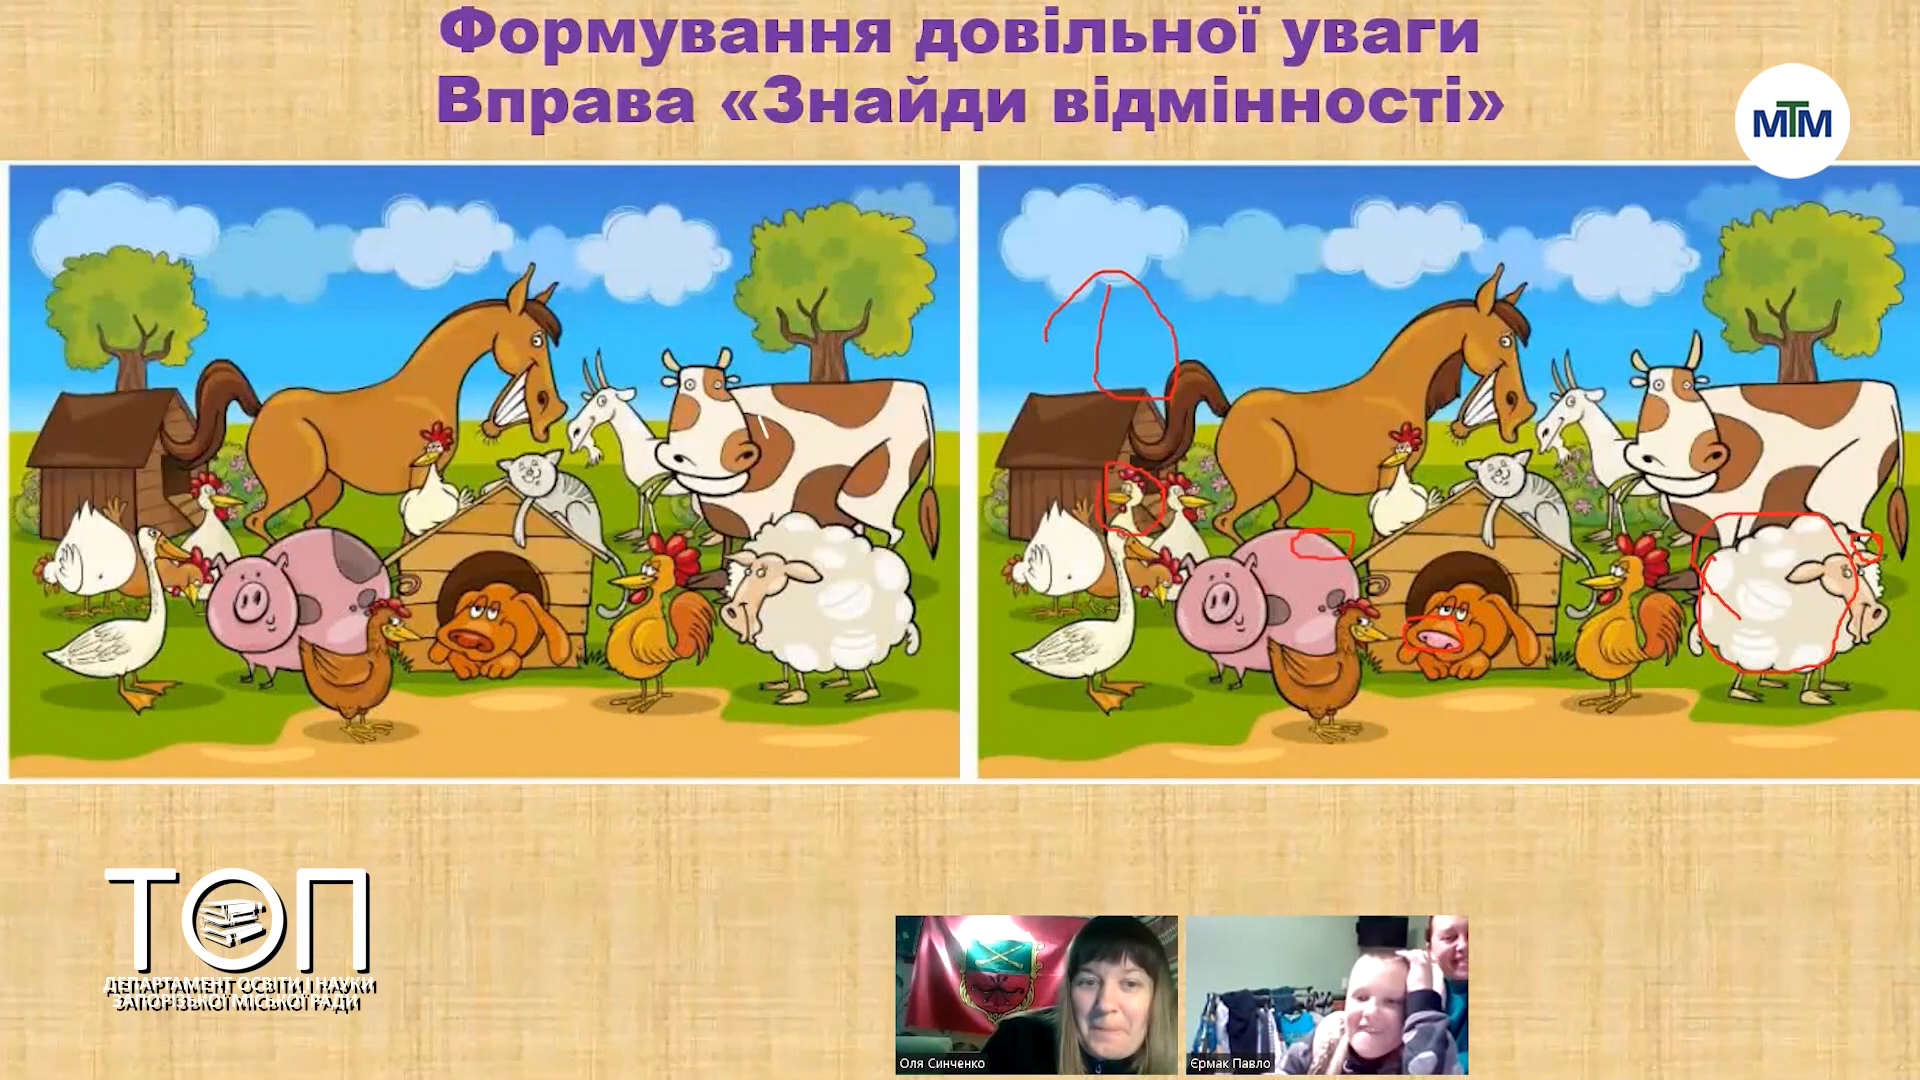 Формування довільної уваги
Вправа «Знайди відмінності»
МТМ
ТОП
ДЕПАРТАМЕНТ ОСВІТИ І НАУКИ
ЗАПОРІЗЬКОЇ МІСЬКОЇ РАДИ
Оля Синченко
Єрмак Павло